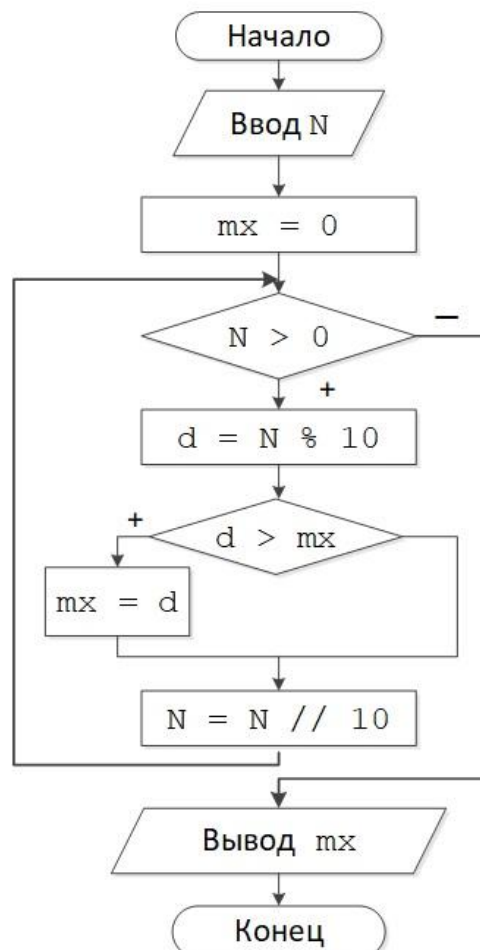 Начало
Ввод N
mx = 0
N > 0
—
+
d = N % 10
+
d > mx
mx = d
N = N // 10
Вывод mx
Конец